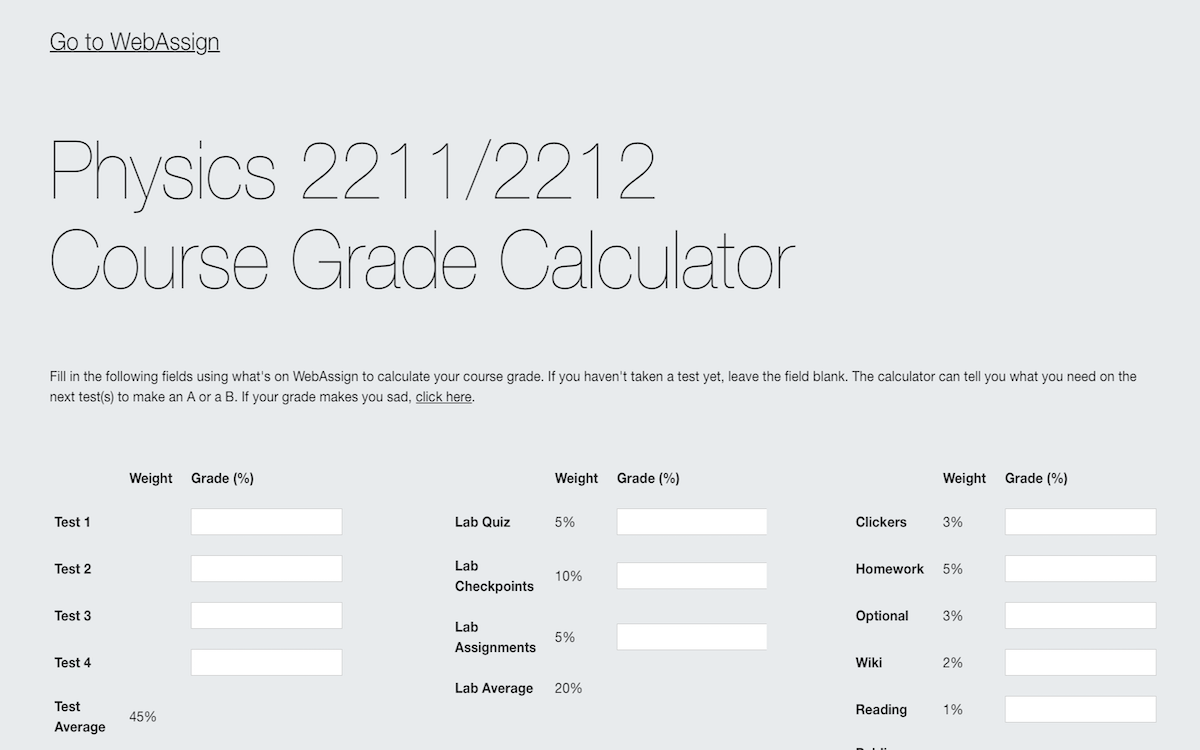 Go to WebAssign
Physics 2211/2212
Course Grade Calculator
Fill in the following fields using what's on WebAssign to calculate your course grade. If you haven't taken a test yet, leave the field blank. The calculator can tell you what you need on the
next test(s) to make an A or a B. If your grade makes you sad, click here.
Weight Grade (%)
Test 1
Test 2
Test 3
Test 4
Test
Average 45%
Weight Grade (%)
Lab Quiz 5%
Lab
Checkpoints 10%
Lab
Assignments 5%
Lab Average 20%
Weight Grade (%)
Clickers 3%
Homework 5%
Optional 3%
Wiki 2%
Reading 1%